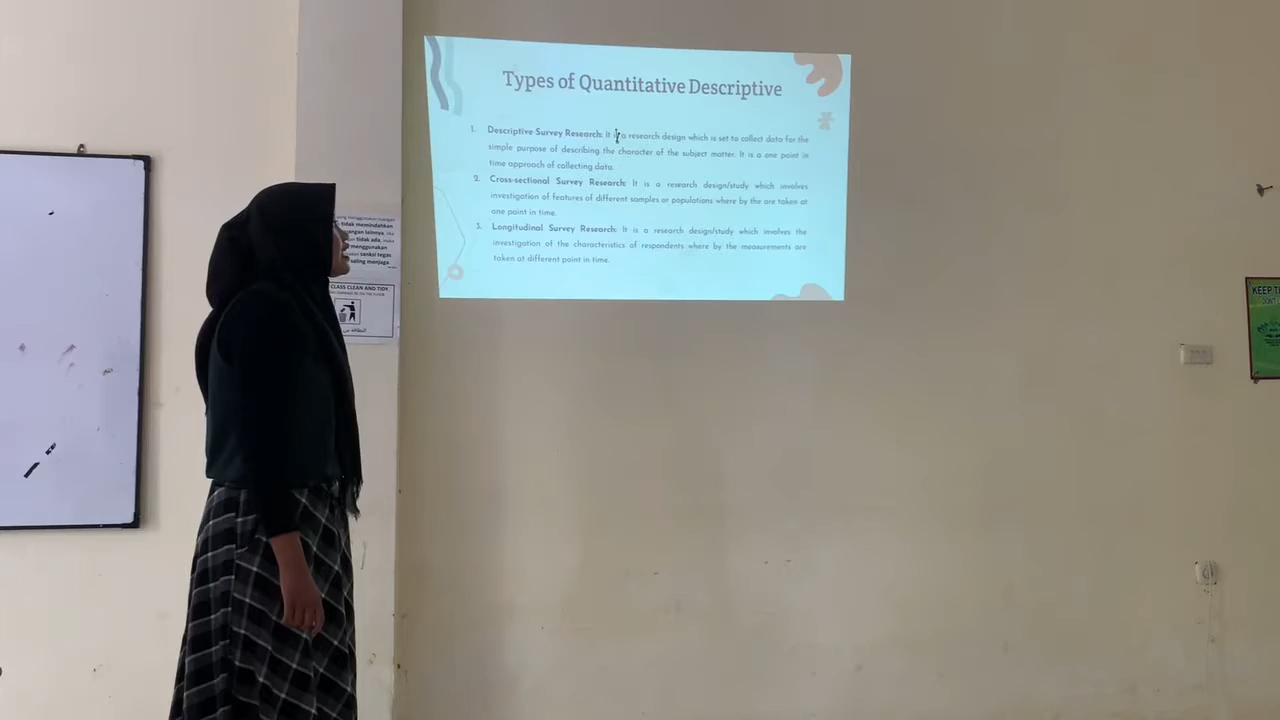 Types of Quantitative Descriptive
1. Descriptive Survey Research: It is a research design which is set to collect data for the
simple purpose of describing the character of the subject matter. It is a one point in
time approach of collecting data.
2. Cross-sectional Survey Research: It is a research design/study which involves
investigation of features of different samples or populations where by the are taken at
one point in time.
3. Longitudinal Survey Research: It is a research design/study which involves the
investigation of the characteristics of respondents where by the measurements are
taken at different point in time.
tidak memindahkan
lainnya,
tidak ada,
menggunakan
sanksi tegas
saling menjaga.
CLASS CLEAN AND TIDY
KEEP